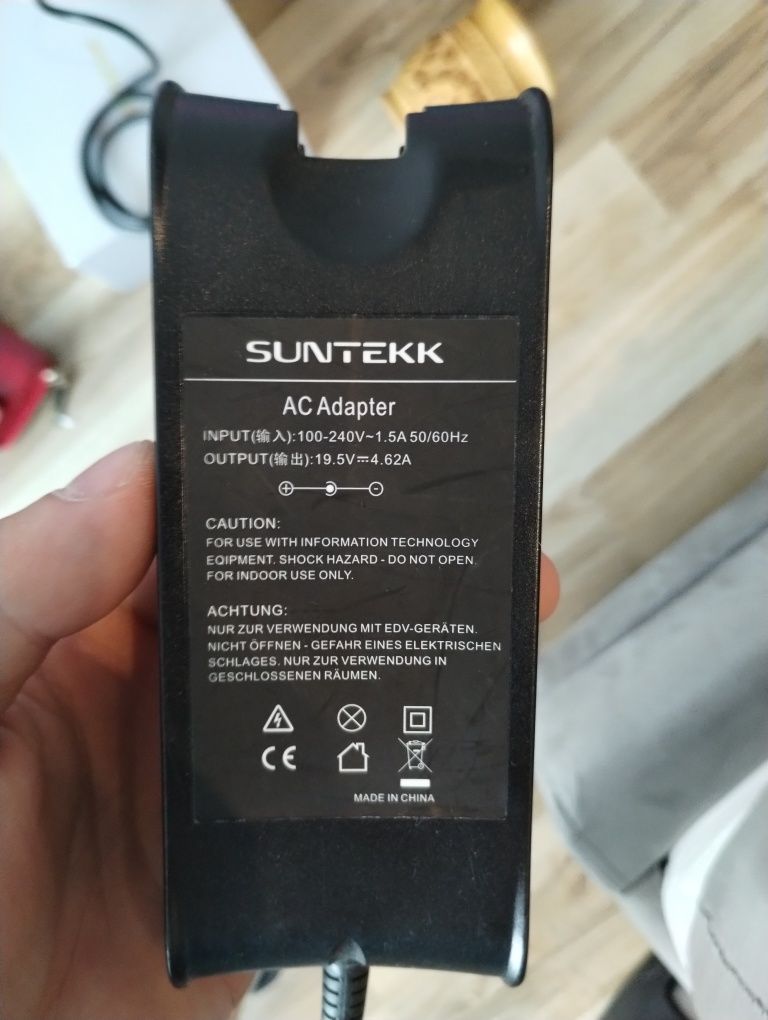 SUNTEKK
AC Adapter
INPUT(输入):100-240V~1.5A 50/60Hz
OUTPUT(输出):19.5V⎓4.62A
CAUTION:
FOR USE WITH INFORMATION TECHNOLOGY
EQIPMENT. SHOCK HAZARD - DO NOT OPEN.
FOR INDOOR USE ONLY.
ACHTUNG:
NUR ZUR VERWENDUNG MIT EDV-GERÄTEN.
NICHT ÖFFNEN - GEFAHR EINES ELEKTRISCHEN
SCHLAGES. NUR ZUR VERWENDUNG IN
GESCHLOSSENEN RÄUMEN.
CE
MADE IN CHINA